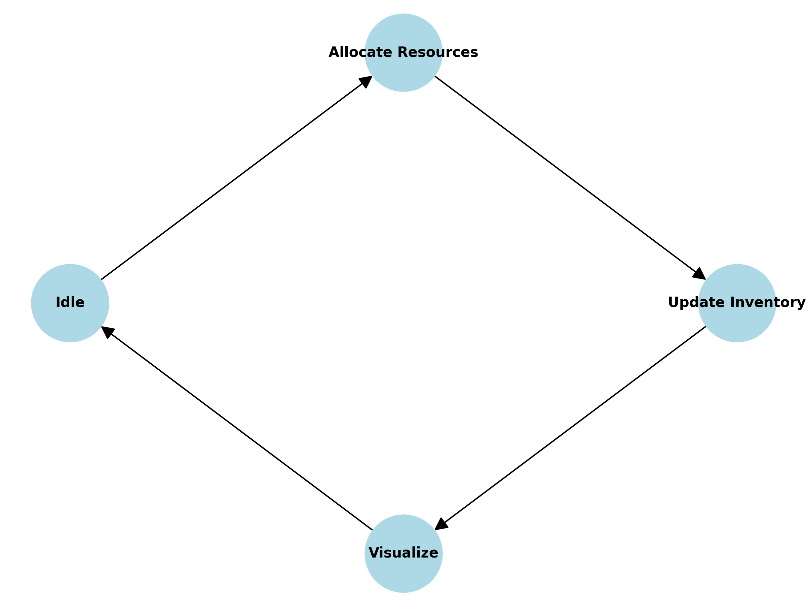 Allocate Resources
Idle
Update Inventory
Visualize